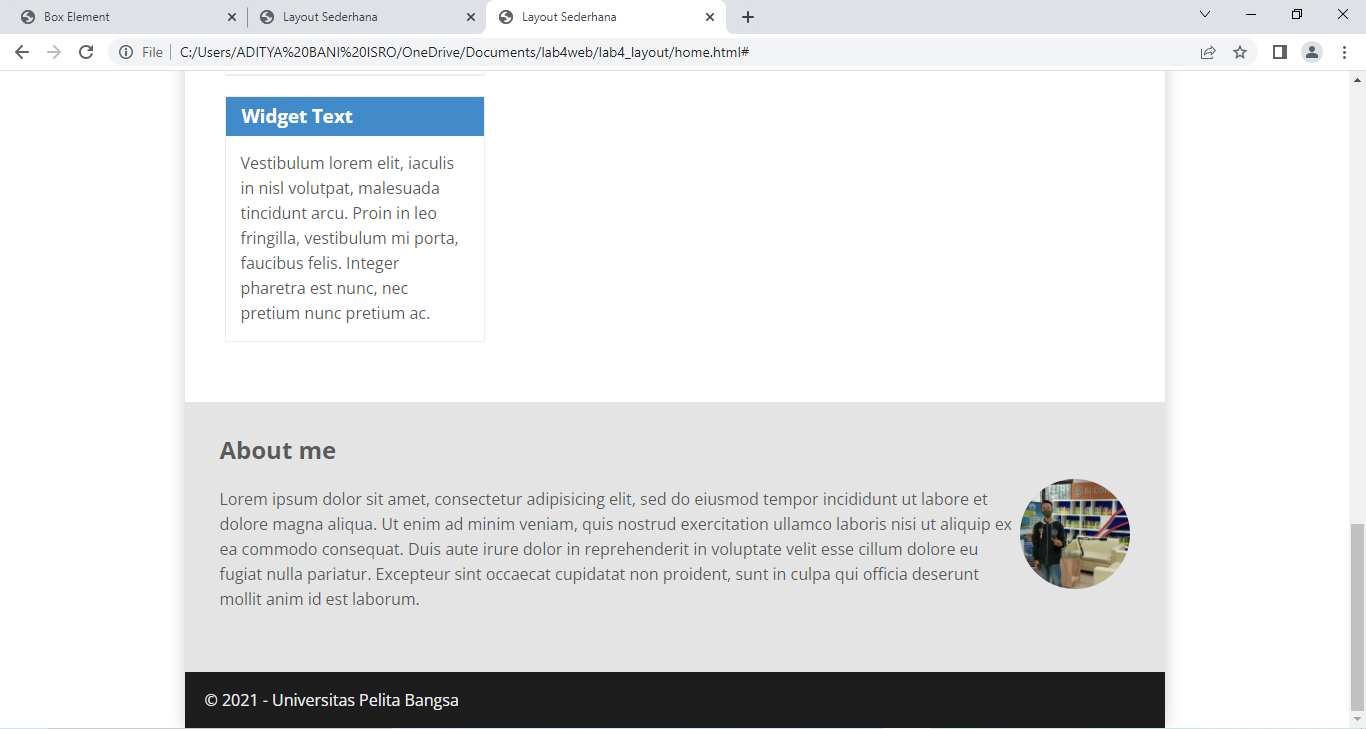 Box Element
Layout Sederhana
Layout Sederhana
File
C:/Users/ADITYA%20BANI%20ISRO/OneDrive/Documents/lab4web/lab4_layout/home.html#
Widget Text
Vestibulum lorem elit, iaculis
in nisl volutpat, malesuada
tincidunt arcu. Proin in leo
fringilla, vestibulum mi porta,
faucibus felis. Integer
pharetra est nunc, nec
pretium nunc pretium ac.
About me
Lorem ipsum dolor sit amet, consectetur adipisicing elit, sed do eiusmod tempor incididunt ut labore et
dolore magna aliqua. Ut enim ad minim veniam, quis nostrud exercitation ullamco laboris nisi ut aliquip ex
ea commodo consequat. Duis aute irure dolor in reprehenderit in voluptate velit esse cillum dolore eu
fugiat nulla pariatur. Excepteur sint occaecat cupidatat non proident, sunt in culpa qui officia deserunt
mollit anim id est laborum.
© 2021 - Universitas Pelita Bangsa